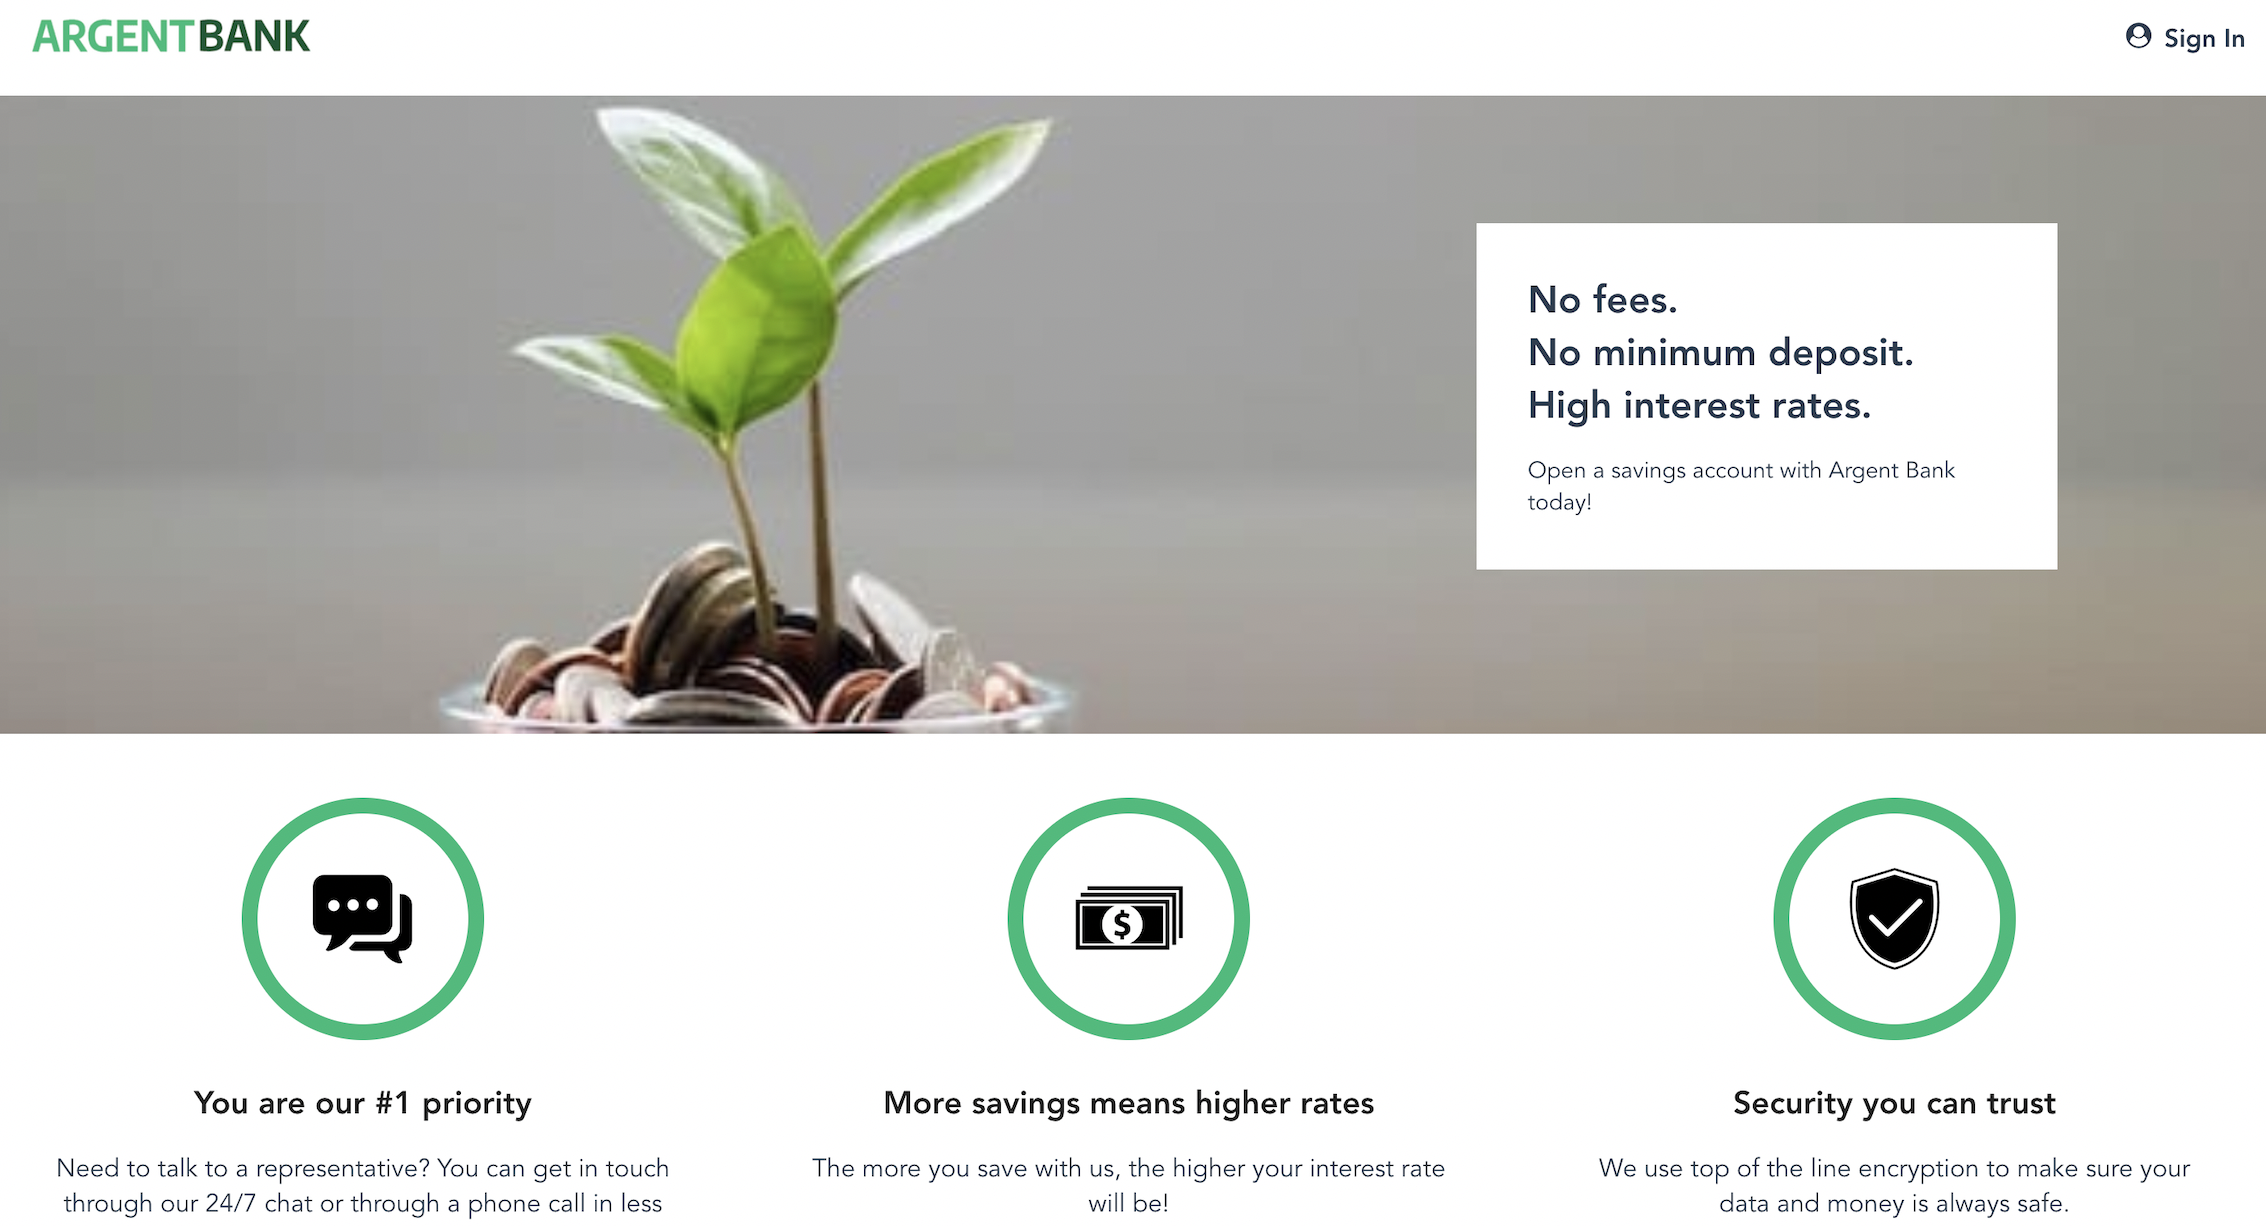 ARGENTBANK
Sign In
No fees.
No minimum deposit.
High interest rates.
Open a savings account with Argent Bank
today!
$
You are our #1 priority
Need to talk to a representative? You can get in touch
through our 24/7 chat or through a phone call in less
More savings means higher rates
The more you save with us, the higher your interest rate
will be!
Security you can trust
We use top of the line encryption to make sure your
data and money is always safe.